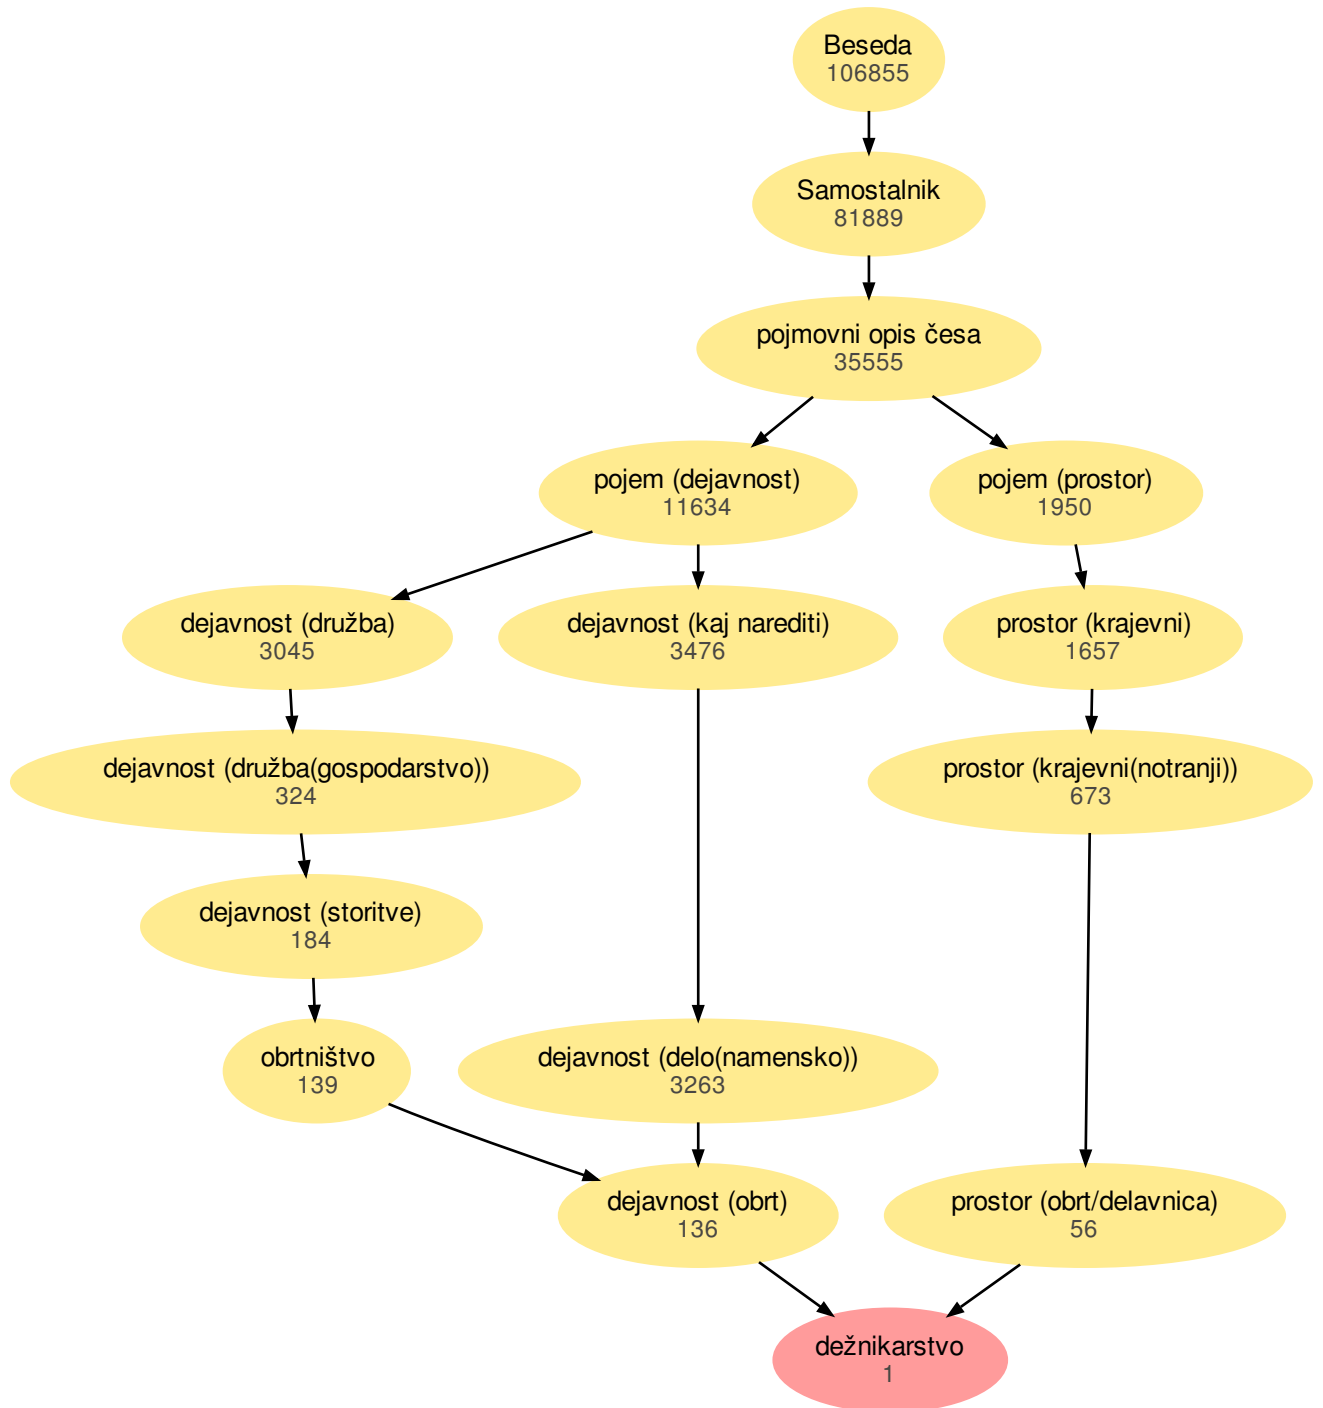 Beseda
106855
Samostalnik
81889
pojmovni opis česa
35555
pojem (dejavnost)
11634
pojem (prostor)
1950
dejavnost (družba)
3045
dejavnost (kaj narediti)
3476
prostor (krajevni)
1657
dejavnost (družba(gospodarstvo))
324
prostor (krajevni(notranji))
673
dejavnost (storitve)
184
obrtništvo
139
dejavnost (delo(namensko))
3263
dejavnost (obrt)
136
prostor (obrt/delavnica)
56
dežnikarstvo
1